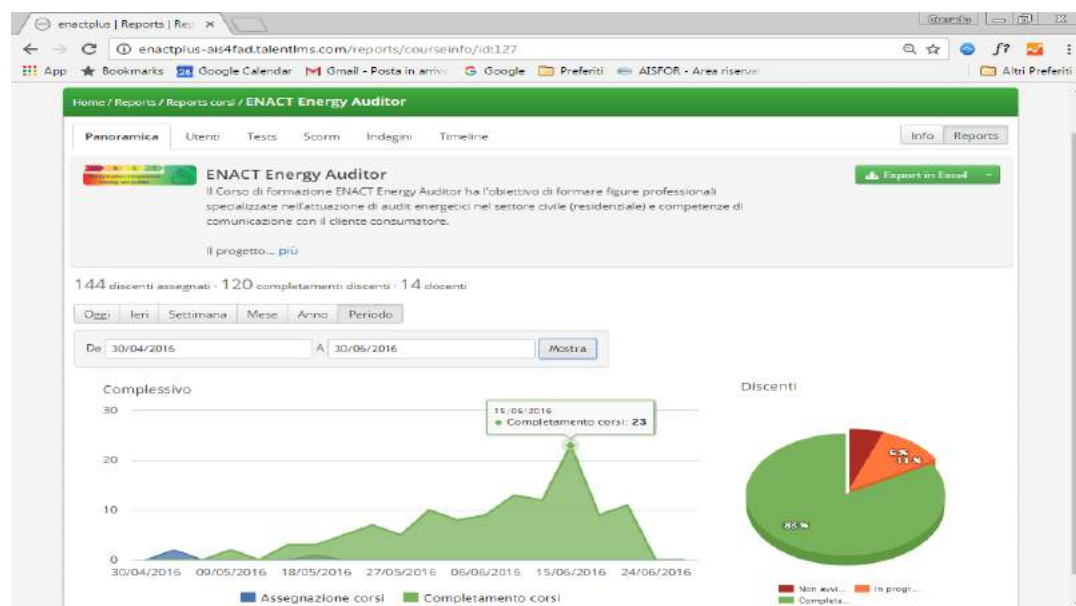 enactplus | Reports | Rep
enactplus-ais4fad.talentlms.com/reports/courseinfo/id:127
App Bookmarks Google Calendar Gmail - Posta in arrivo Google Preferiti AISFOR - Area riserva Altri Preferiti
Home / Reports / Reports corsi / ENACT Energy Auditor
Panoramica Utenti Tests Scorm Indagini Timeline Info Reports
ENACT Energy Auditor
Export in Excel
Il Corso di formazione ENACT Energy Auditor ha l'obiettivo di formare figure professionali
specializzate nell'attuazione di audit energetici nel settore civile (residenziale) e competenze di
comunicazione con il cliente consumatore.
Il progetto... più
144 discenti assegnati · 120 completamenti discenti · 14 docenti
Oggi Ieri Settimana Mese Anno Periodo
Da 30/04/2016 A 30/06/2016 Mostra
Complessivo
Discenti
30
15/06/2016
Completamento corsi: 23
20
10
0
30/04/2016 09/05/2016 18/05/2016 27/05/2016 06/06/2016 15/06/2016 24/06/2016
Assegnazione corsi Completamento corsi
6 %
11 %
83 %
Non avvi... In progr...
Completa...